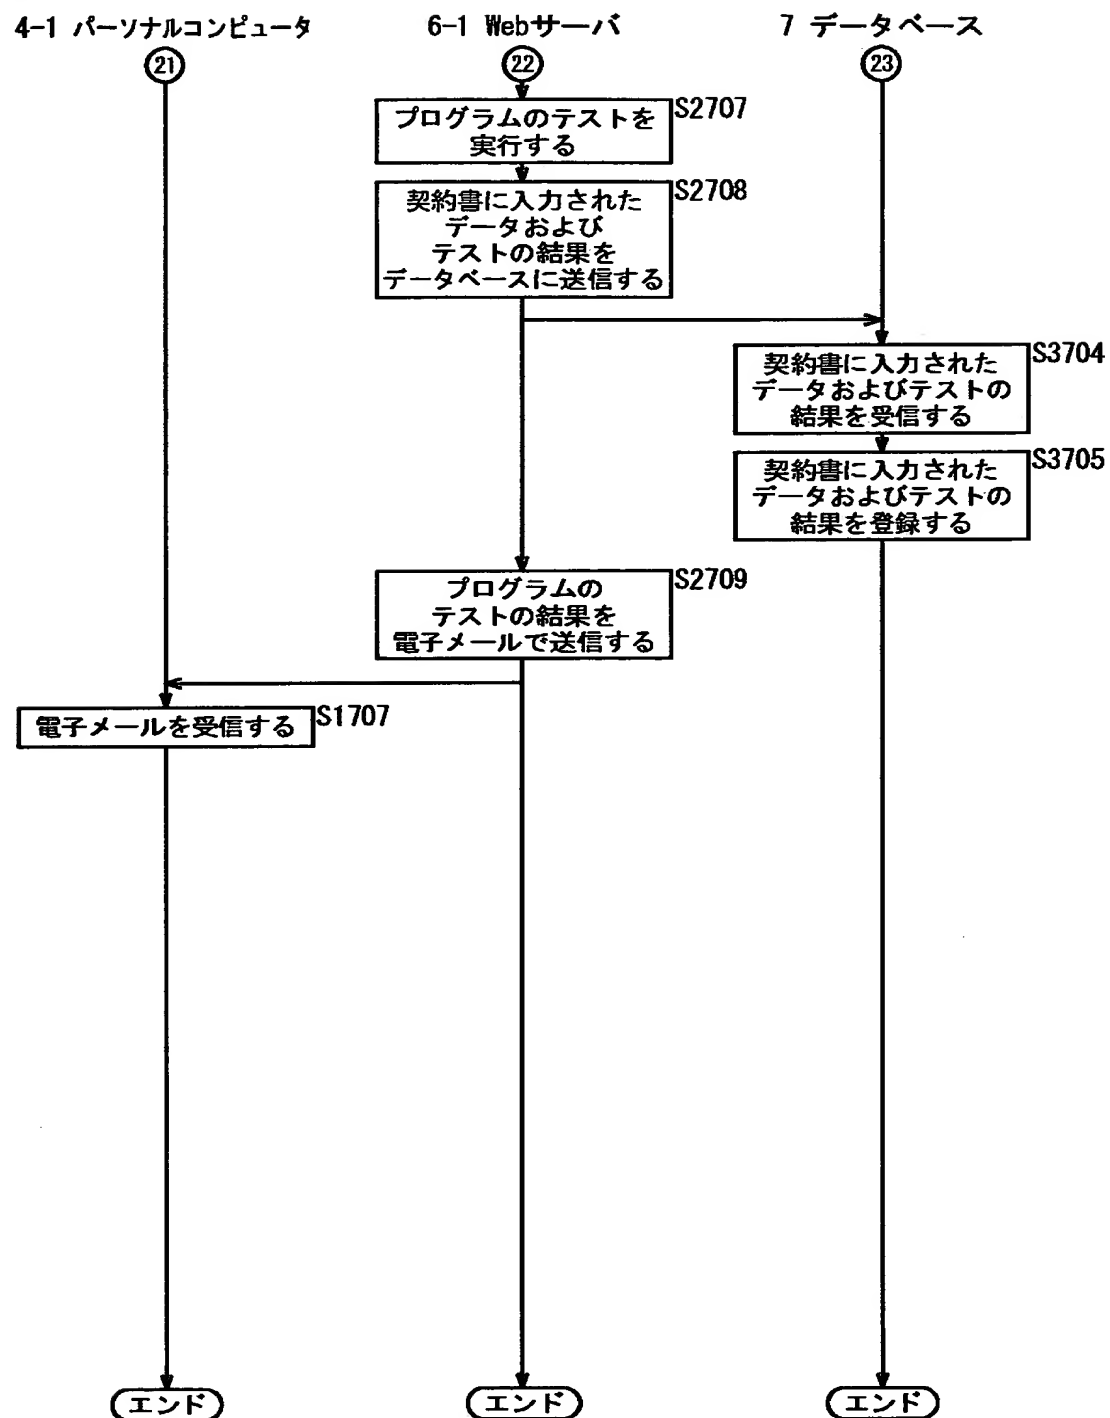 4-1 パーソナルコンピュータ
6-1 Webサーバ
7 データベース
21
22
23
プログラムのテストを
実行する
S2707
契約書に入力された
データおよび
テストの結果を
データベースに送信する
S2708
契約書に入力された
データおよびテストの
結果を受信する
S3704
契約書に入力された
データおよびテストの
結果を登録する
S3705
プログラムの
テストの結果を
電子メールで送信する
S2709
電子メールを受信する
S1707
エンド
エンド
エンド